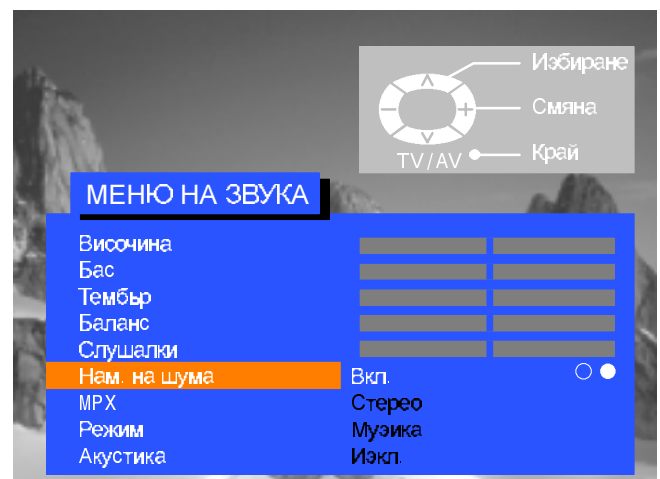 Избиране
Смяна
TV/AV Край
МЕНЮ НА ЗВУКА
Височина
Бас
Тембър
Баланс
Слушалки
Нам. на шума Вкл.
MPX Стерео
Режим Муэика
Акустика Иэкл.